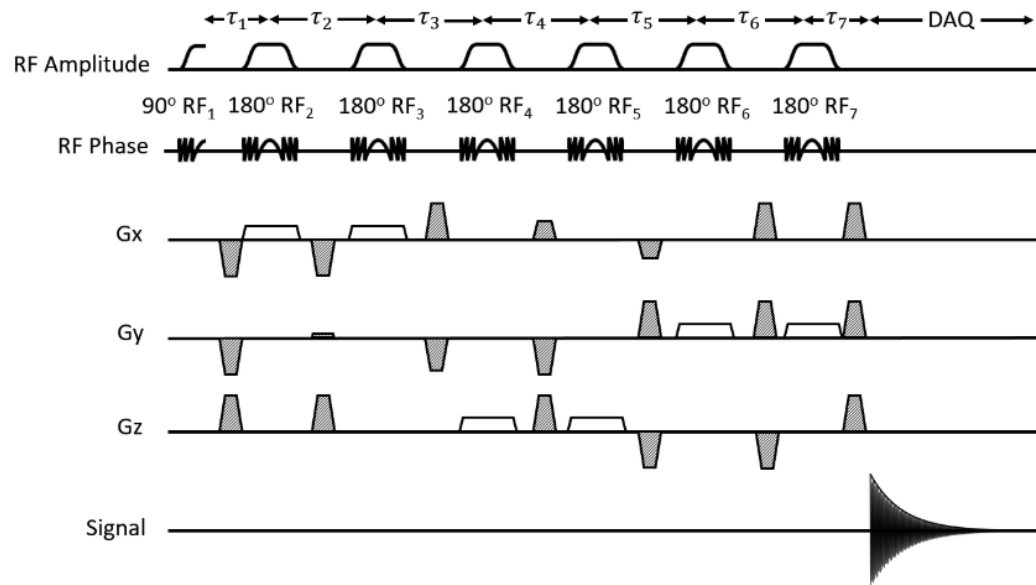 τ₁ τ₂ τ₃ τ₄ τ₅ τ₆ τ₇ DAQ
RF Amplitude
90° RF₁ 180° RF₂ 180° RF₃ 180° RF₄ 180° RF₅ 180° RF₆ 180° RF₇
RF Phase
Gx
Gy
Gz
Signal